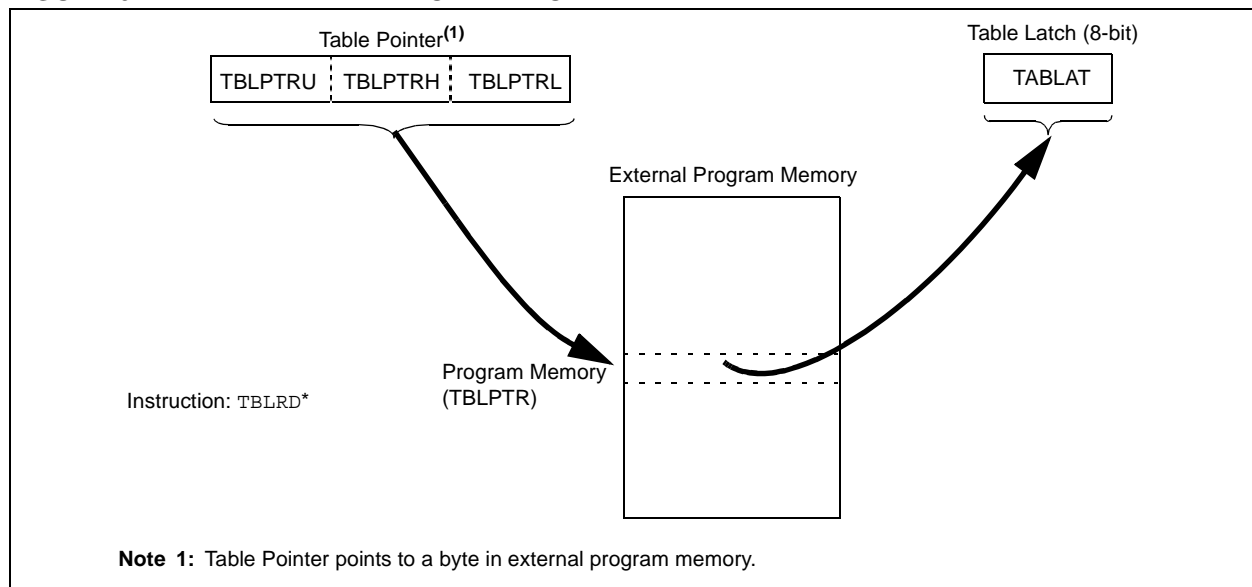 Table Pointer(1)
Table Latch (8-bit)
TBLPTRU TBLPTRH TBLPTRL
TABLAT
External Program Memory
Program Memory
(TBLPTR)
Instruction: TBLRD*
Note 1: Table Pointer points to a byte in external program memory.